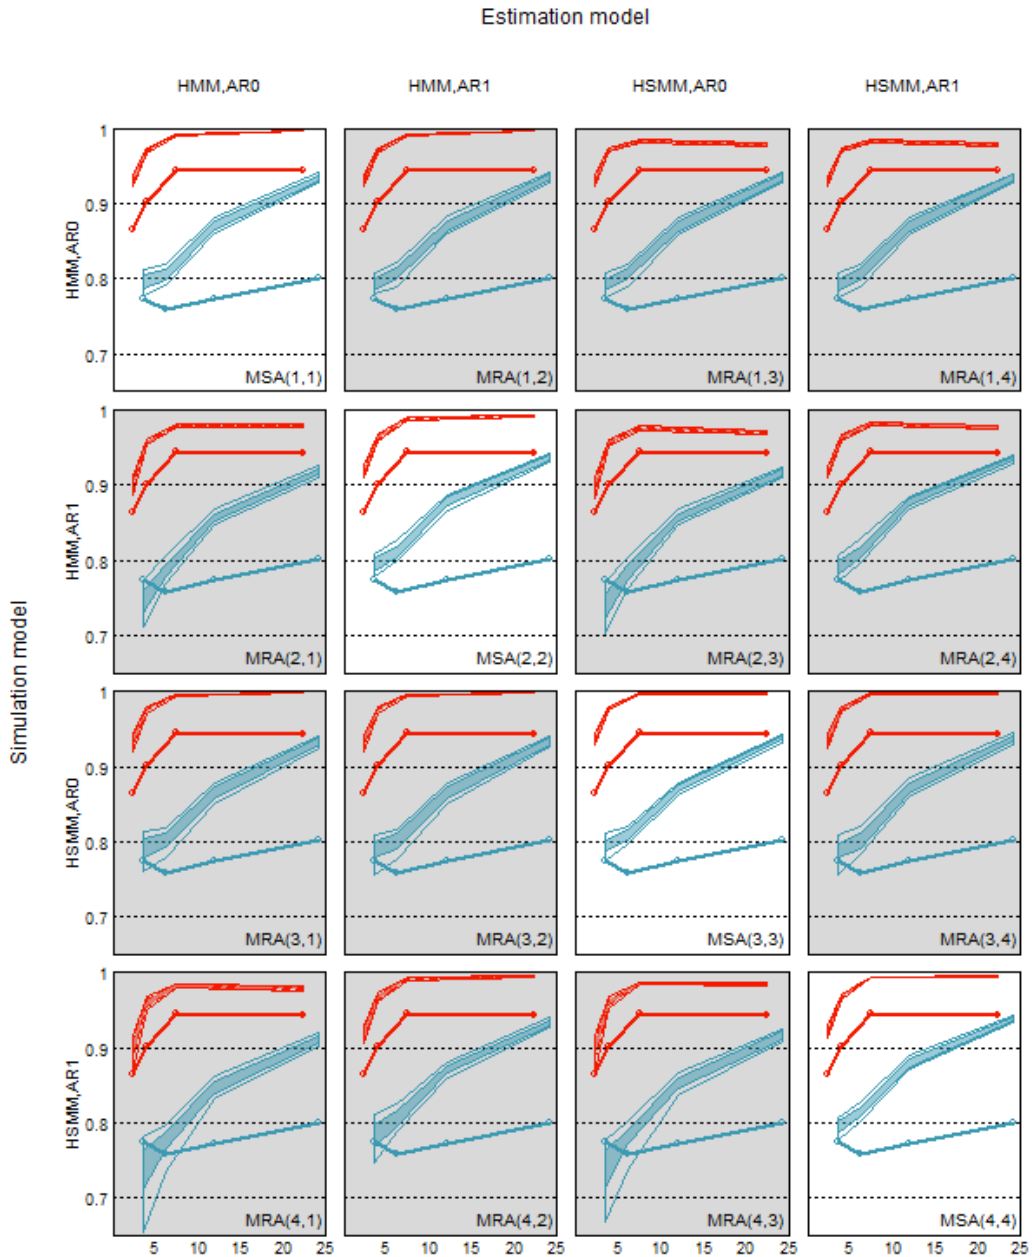 Estimation model
HMM,AR0 HMM,AR1 HSMM,AR0 HSMM,AR1
Simulation model
HMM,AR0
1
0.9
0.8
0.7
MSA(1,1) MRA(1,2) MRA(1,3) MRA(1,4)
HMM,AR1
1
0.9
0.8
0.7
MRA(2,1) MSA(2,2) MRA(2,3) MRA(2,4)
HSMM,AR0
1
0.9
0.8
0.7
MRA(3,1) MRA(3,2) MSA(3,3) MRA(3,4)
HSMM,AR1
1
0.9
0.8
0.7
MRA(4,1) MRA(4,2) MRA(4,3) MSA(4,4)
5 10 15 20 25 5 10 15 20 25 5 10 15 20 25 5 10 15 20 25